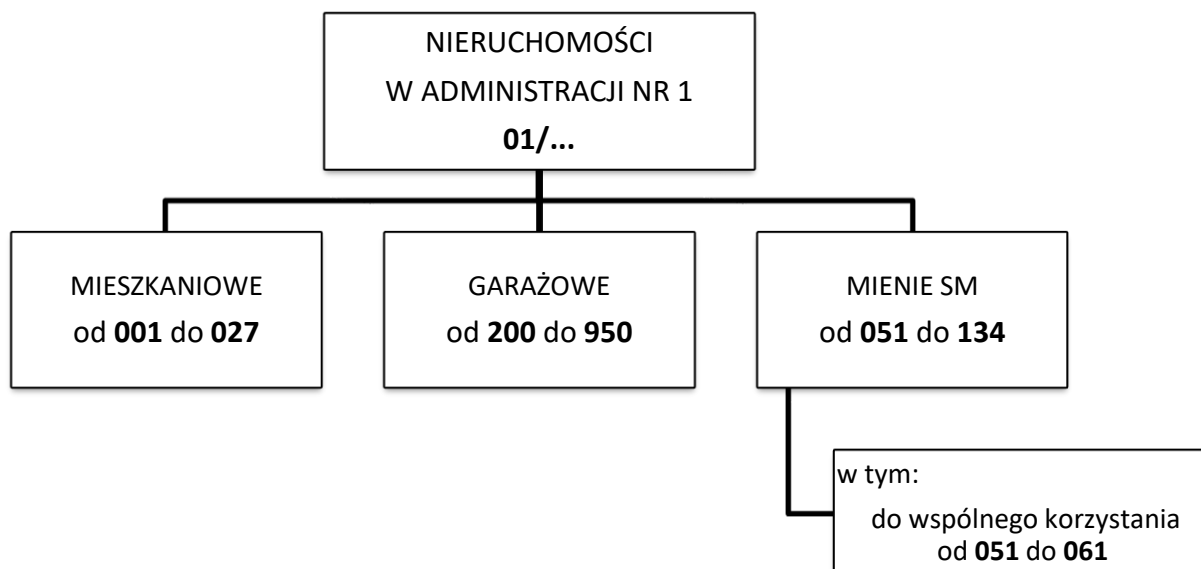 NIERUCHOMOŚCI
W ADMINISTRACJI NR 1
01/...
MIESZKANIOWE
od 001 do 027
GARAŻOWE
od 200 do 950
MIENIE SM
od 051 do 134
w tym:
do wspólnego korzystania
od 051 do 061